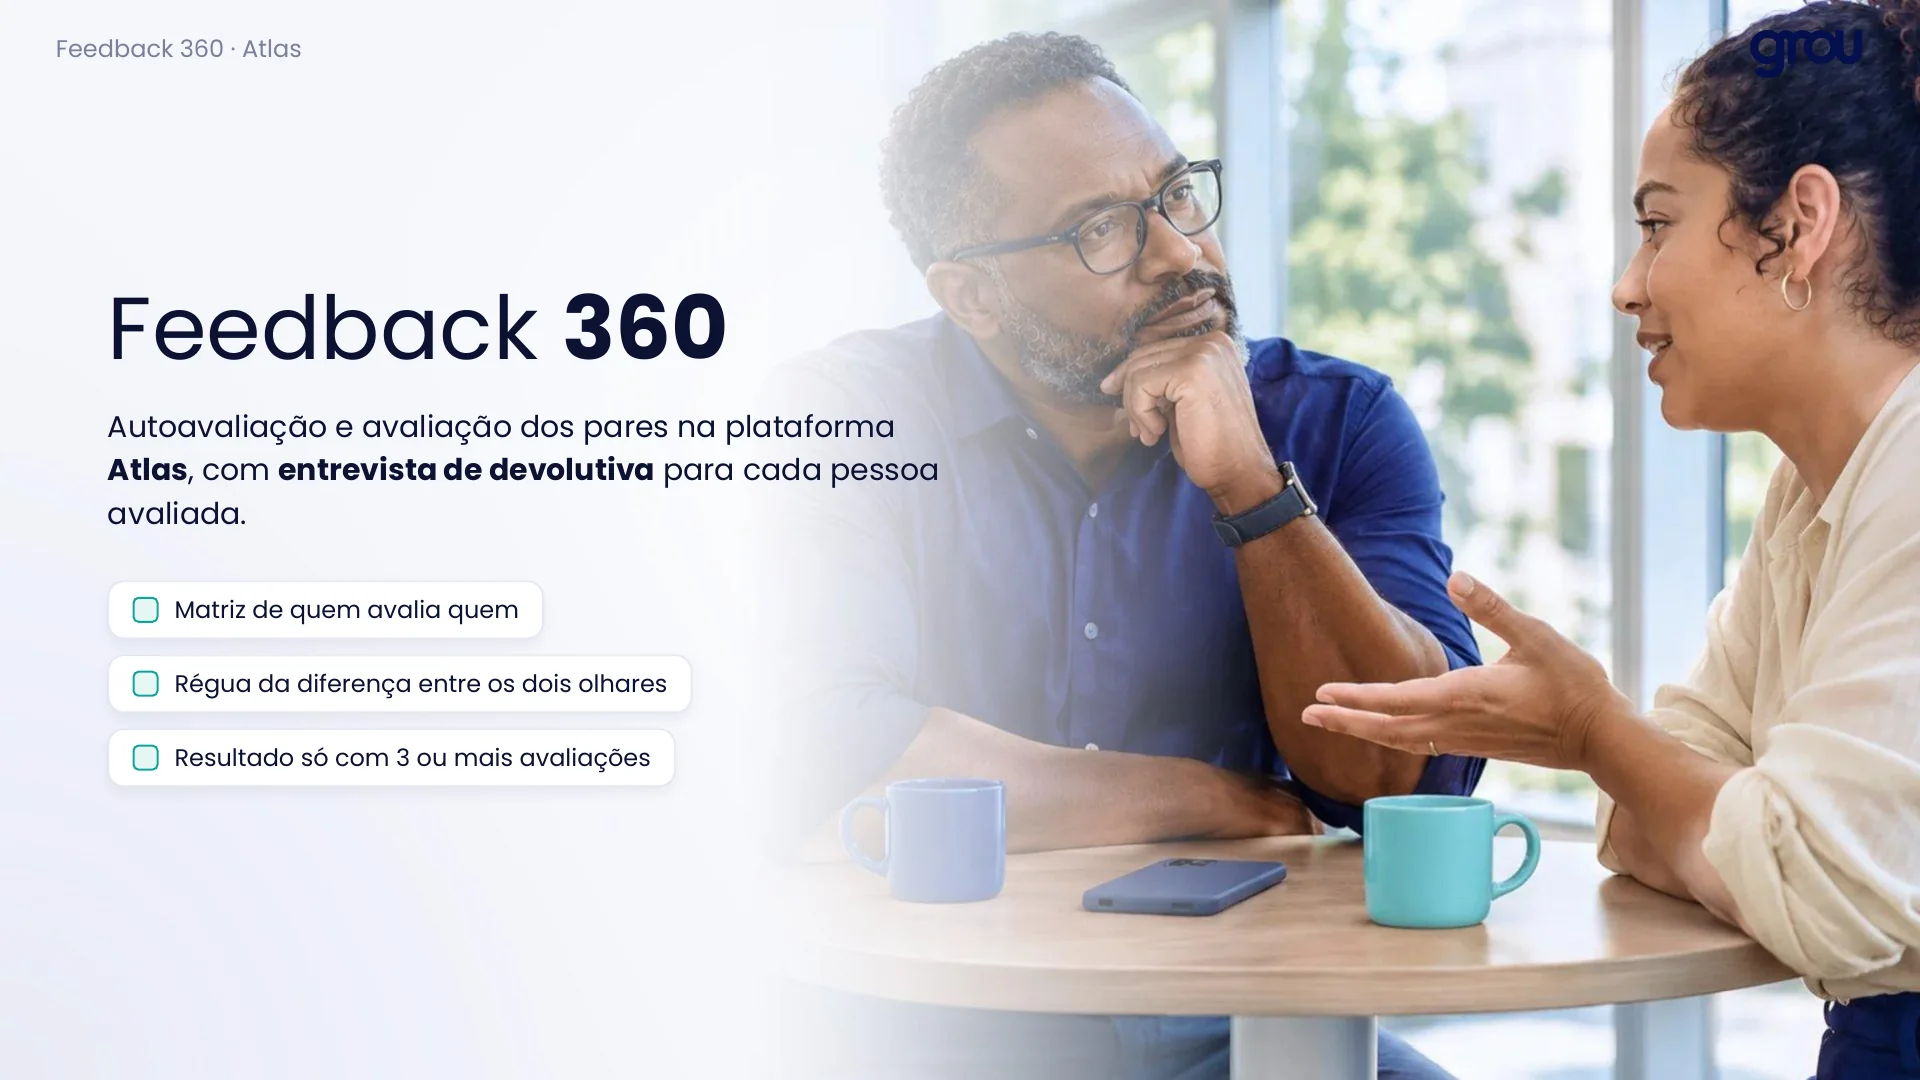 Feedback 360 · Atlas
grou
Feedback 360
Autoavaliação e avaliação dos pares na plataforma
Atlas, com entrevista de devolutiva para cada pessoa
avaliada.
Matriz de quem avalia quem
Régua da diferença entre os dois olhares
Resultado só com 3 ou mais avaliações